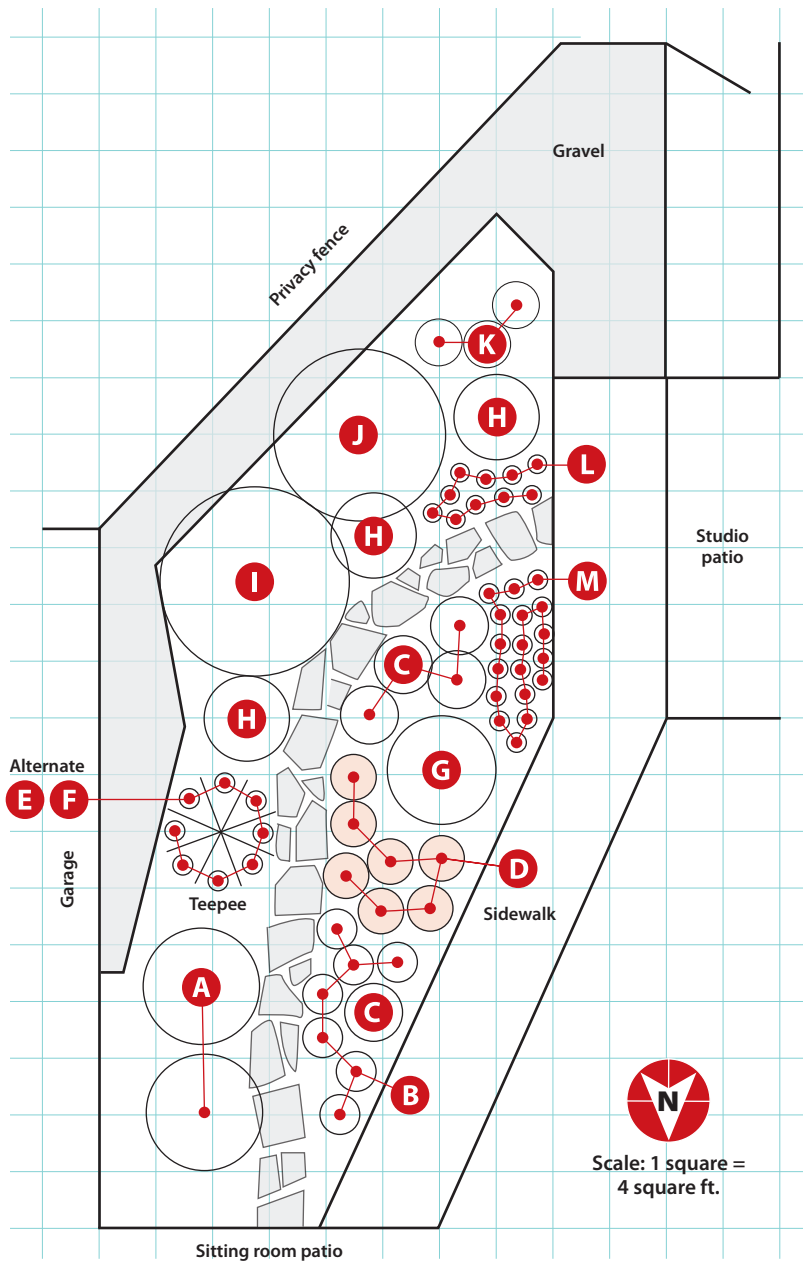 Gravel
Privacy fence
K
J
H
L
H
Studio
patio
I
M
C
H
G
Alternate
E F
D
Garage
Teepee
Sidewalk
A
C
B
N
Scale: 1 square =
4 square ft.
Sitting room patio